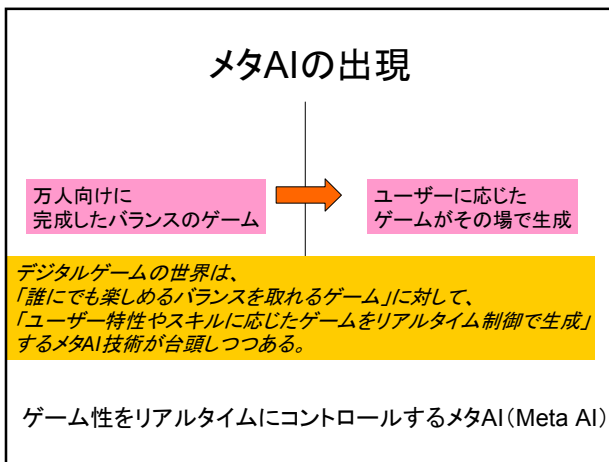 メタAIの出現
万人向けに
完成したバランスのゲーム
ユーザーに応じた
ゲームがその場で生成
デジタルゲームの世界は、
「誰にでも楽しめるバランスを取れるゲーム」に対して、
「ユーザー特性やスキルに応じたゲームをリアルタイム制御で生成」
するメタAI技術が台頭しつつある。
ゲーム性をリアルタイムにコントロールするメタAI(Meta AI)